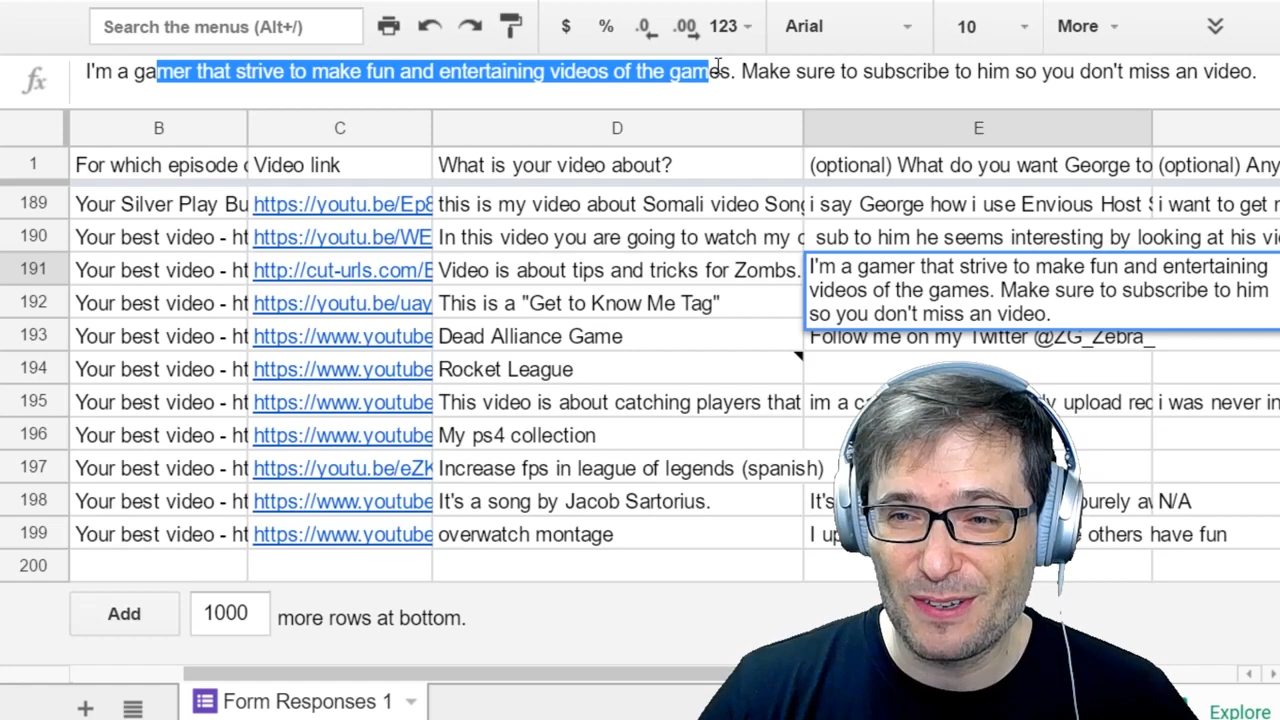 Search the menus (Alt+/)
$ % .0 .00 123 Arial 10 More
fx I'm a gamer that strive to make fun and entertaining videos of the games. Make sure to subscribe to him so you don't miss an video.
B C D E
1 For which episode Video link What is your video about? (optional) What do you want George to (optional) Any
189 Your Silver Play Bu https://youtu.be/Ep8 this is my video about Somali video Song i say George how i use Envious Host i want to get
190 Your best video - ht https://youtu.be/WE In this video you are going to watch my sub to him he seems interesting by looking at his vi
191 Your best video - ht http://cut-urls.com/E Video is about tips and tricks for Zombs. I'm a gamer that strive to make fun and entertaining
videos of the games. Make sure to subscribe to him
so you don't miss an video.
192 Your best video - ht https://youtu.be/uay This is a "Get to Know Me Tag"
193 Your best video - ht https://www.youtube Dead Alliance Game Follow me on my Twitter @ZG_Zebra_
194 Your best video - ht https://www.youtube Rocket League
195 Your best video - ht https://www.youtube This video is about catching players that im a upload rec i was never in
196 Your best video - ht https://www.youtube My ps4 collection
197 Your best video - ht https://youtu.be/eZK Increase fps in league of legends (spanish)
198 Your best video - ht https://www.youtube It's a song by Jacob Sartorius. It's N/A
199 Your best video - ht https://www.youtube overwatch montage I others have fun
200
Add 1000 more rows at bottom.
+ Form Responses 1 Explore